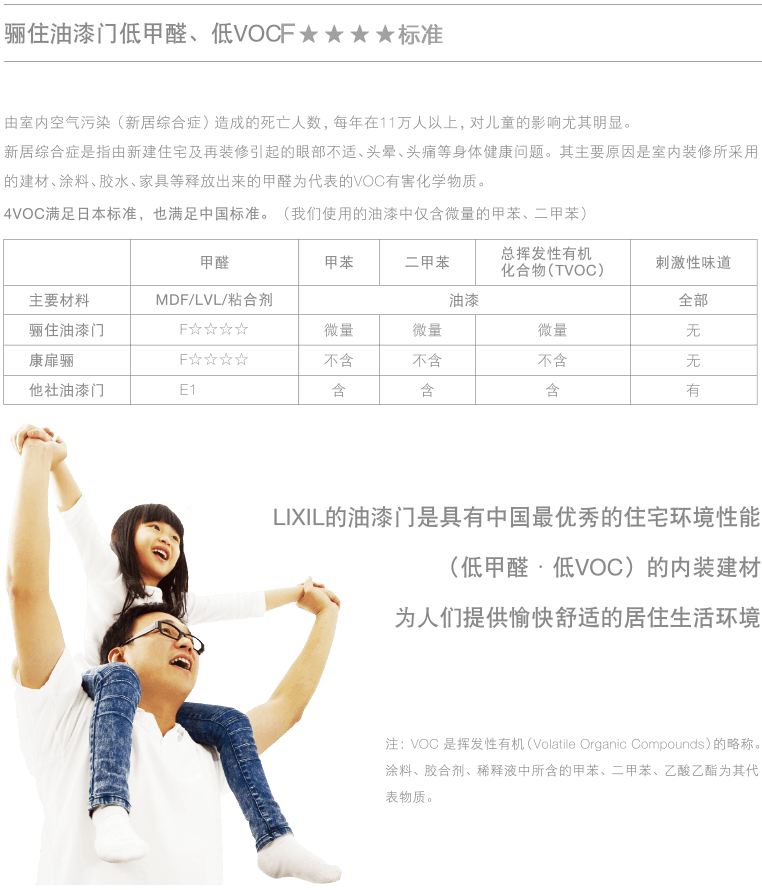 骊住油漆门低甲醛、低VOCF★★★★标准
由室内空气污染（新居综合症）造成的死亡人数，每年在11万人以上，对儿童的影响尤其明显。
新居综合症是指由新建住宅及再装修引起的眼部不适、头晕、头痛等身体健康问题。其主要原因是室内装修所采用
的建材、涂料、胶水、家具等释放出来的甲醛为代表的VOC有害化学物质。
4VOC满足日本标准，也满足中国标准。（我们使用的油漆中仅含微量的甲苯、二甲苯）
甲醛 甲苯 二甲苯 总挥发性有机化合物(TVOC) 刺激性味道
主要材料 MDF/LVL/粘合剂 油漆 全部
骊住油漆门 F☆☆☆☆ 微量 微量 微量 无
康扉骊 F☆☆☆☆ 不含 不含 不含 无
他社油漆门 E1 含 含 含 有
LIXIL的油漆门是具有中国最优秀的住宅环境性能
（低甲醛·低VOC）的内装建材
为人们提供愉快舒适的居住生活环境
注：VOC 是挥发性有机（Volatile Organic Compounds）的略称。
涂料、胶合剂、稀释液中所含的甲苯、二甲苯、乙酸乙酯为其代
表物质。